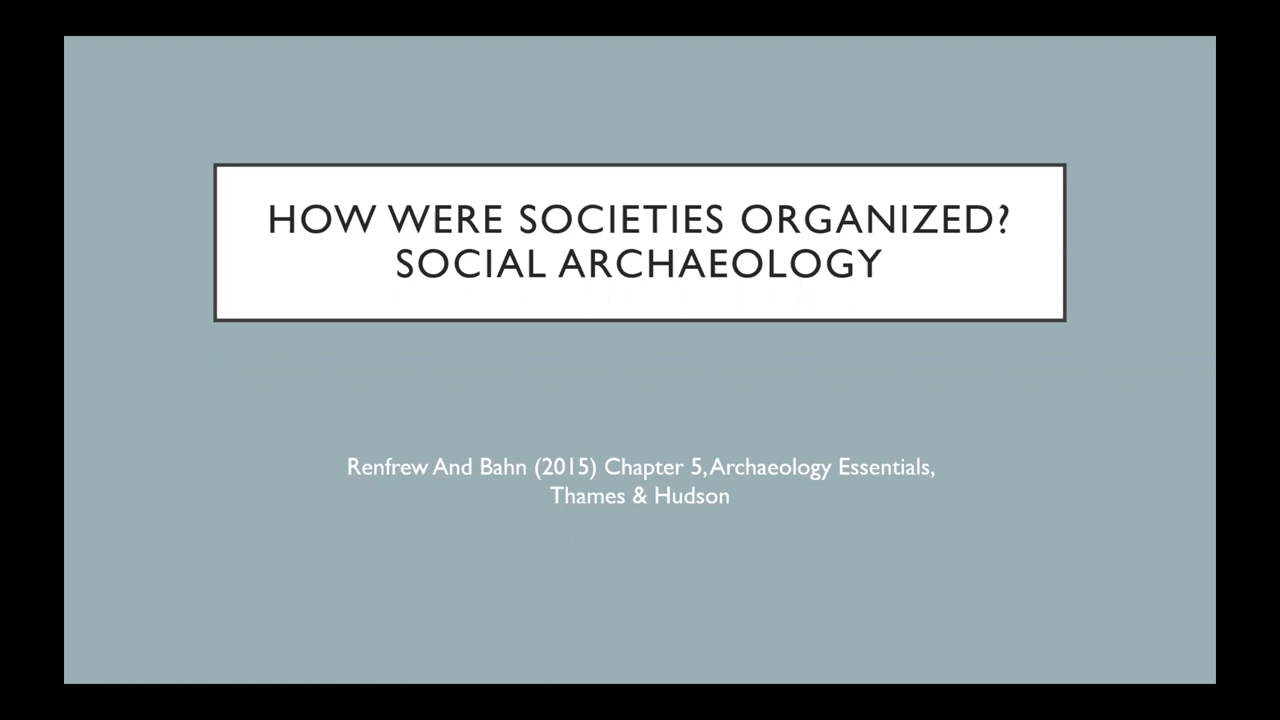 HOW WERE SOCIETIES ORGANIZED?
SOCIAL ARCHAEOLOGY
Renfrew And Bahn (2015) Chapter 5, Archaeology Essentials,
Thames & Hudson